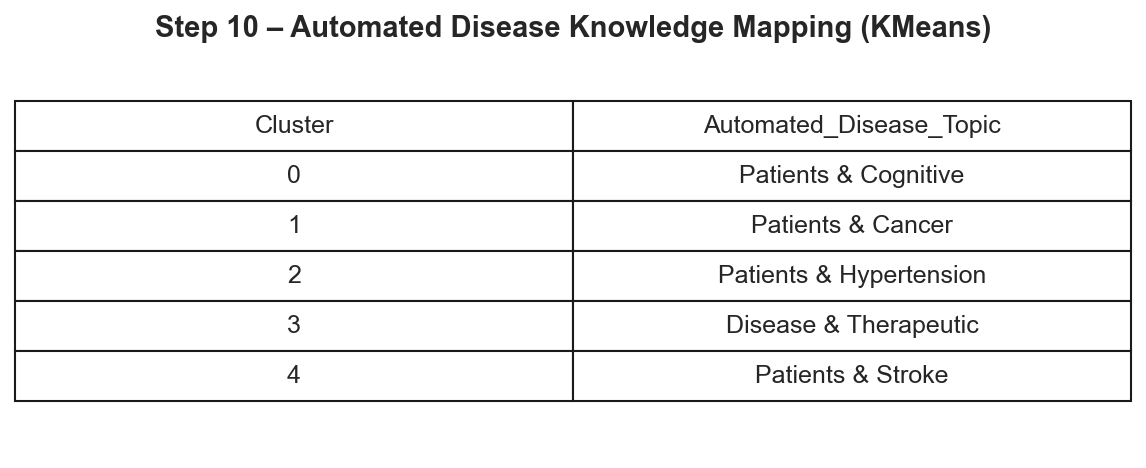 Step 10 – Automated Disease Knowledge Mapping (KMeans)
Cluster Automated_Disease_Topic
0 Patients & Cognitive
1 Patients & Cancer
2 Patients & Hypertension
3 Disease & Therapeutic
4 Patients & Stroke